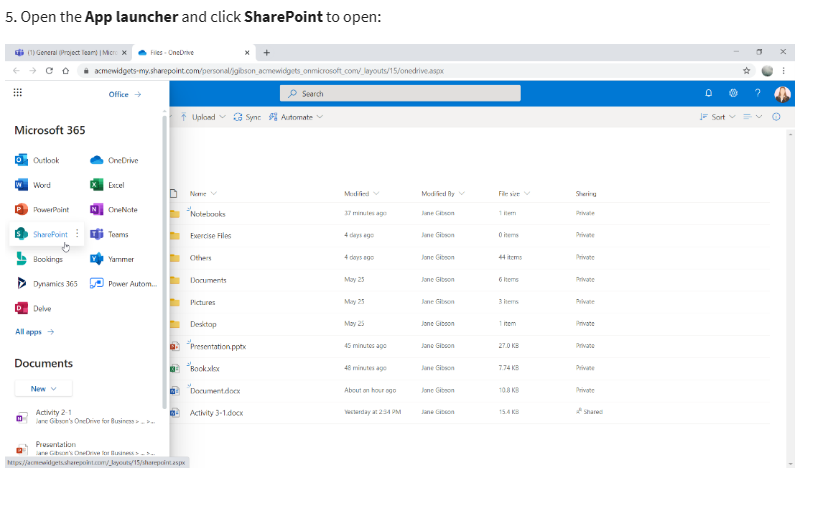 5. Open the App launcher and click SharePoint to open:
(1) General (Project Team) | Micr
Files - OneDrive
acmewidgets-my.sharepoint.com/personal/jgibson_acmewidgets_onmicrosoft_com/_layouts/15/onedrive.aspx
Office →
Search
Upload Sync Automate
Sort
Microsoft 365
Outlook OneDrive
Word Excel
PowerPoint OneNote
SharePoint Teams
Bookings Yammer
Dynamics 365 Power Autom...
Delve
All apps →
Documents
New
Activity 2-1
Jane Gibson's OneDrive for Business > ... > ...
Presentation
Jane Gibson's OneDrive for Business > ... > ...
https://acmewidgets.sharepoint.com/_layouts/15/sharepoint.aspx
Name Modified Modified By File size Sharing
Notebooks 37 minutes ago Jane Gibson 1 item Private
Exercise Files 4 days ago Jane Gibson 0 items Private
Others 4 days ago Jane Gibson 44 items Private
Documents May 25 Jane Gibson 6 items Private
Pictures May 25 Jane Gibson 3 items Private
Desktop May 25 Jane Gibson 1 item Private
Presentation.pptx 45 minutes ago Jane Gibson 27.0 KB Private
Book.xlsx 48 minutes ago Jane Gibson 7.74 KB Private
Document.docx About an hour ago Jane Gibson 10.8 KB Private
Activity 3-1.docx Yesterday at 2:54 PM Jane Gibson 15.4 KB Shared